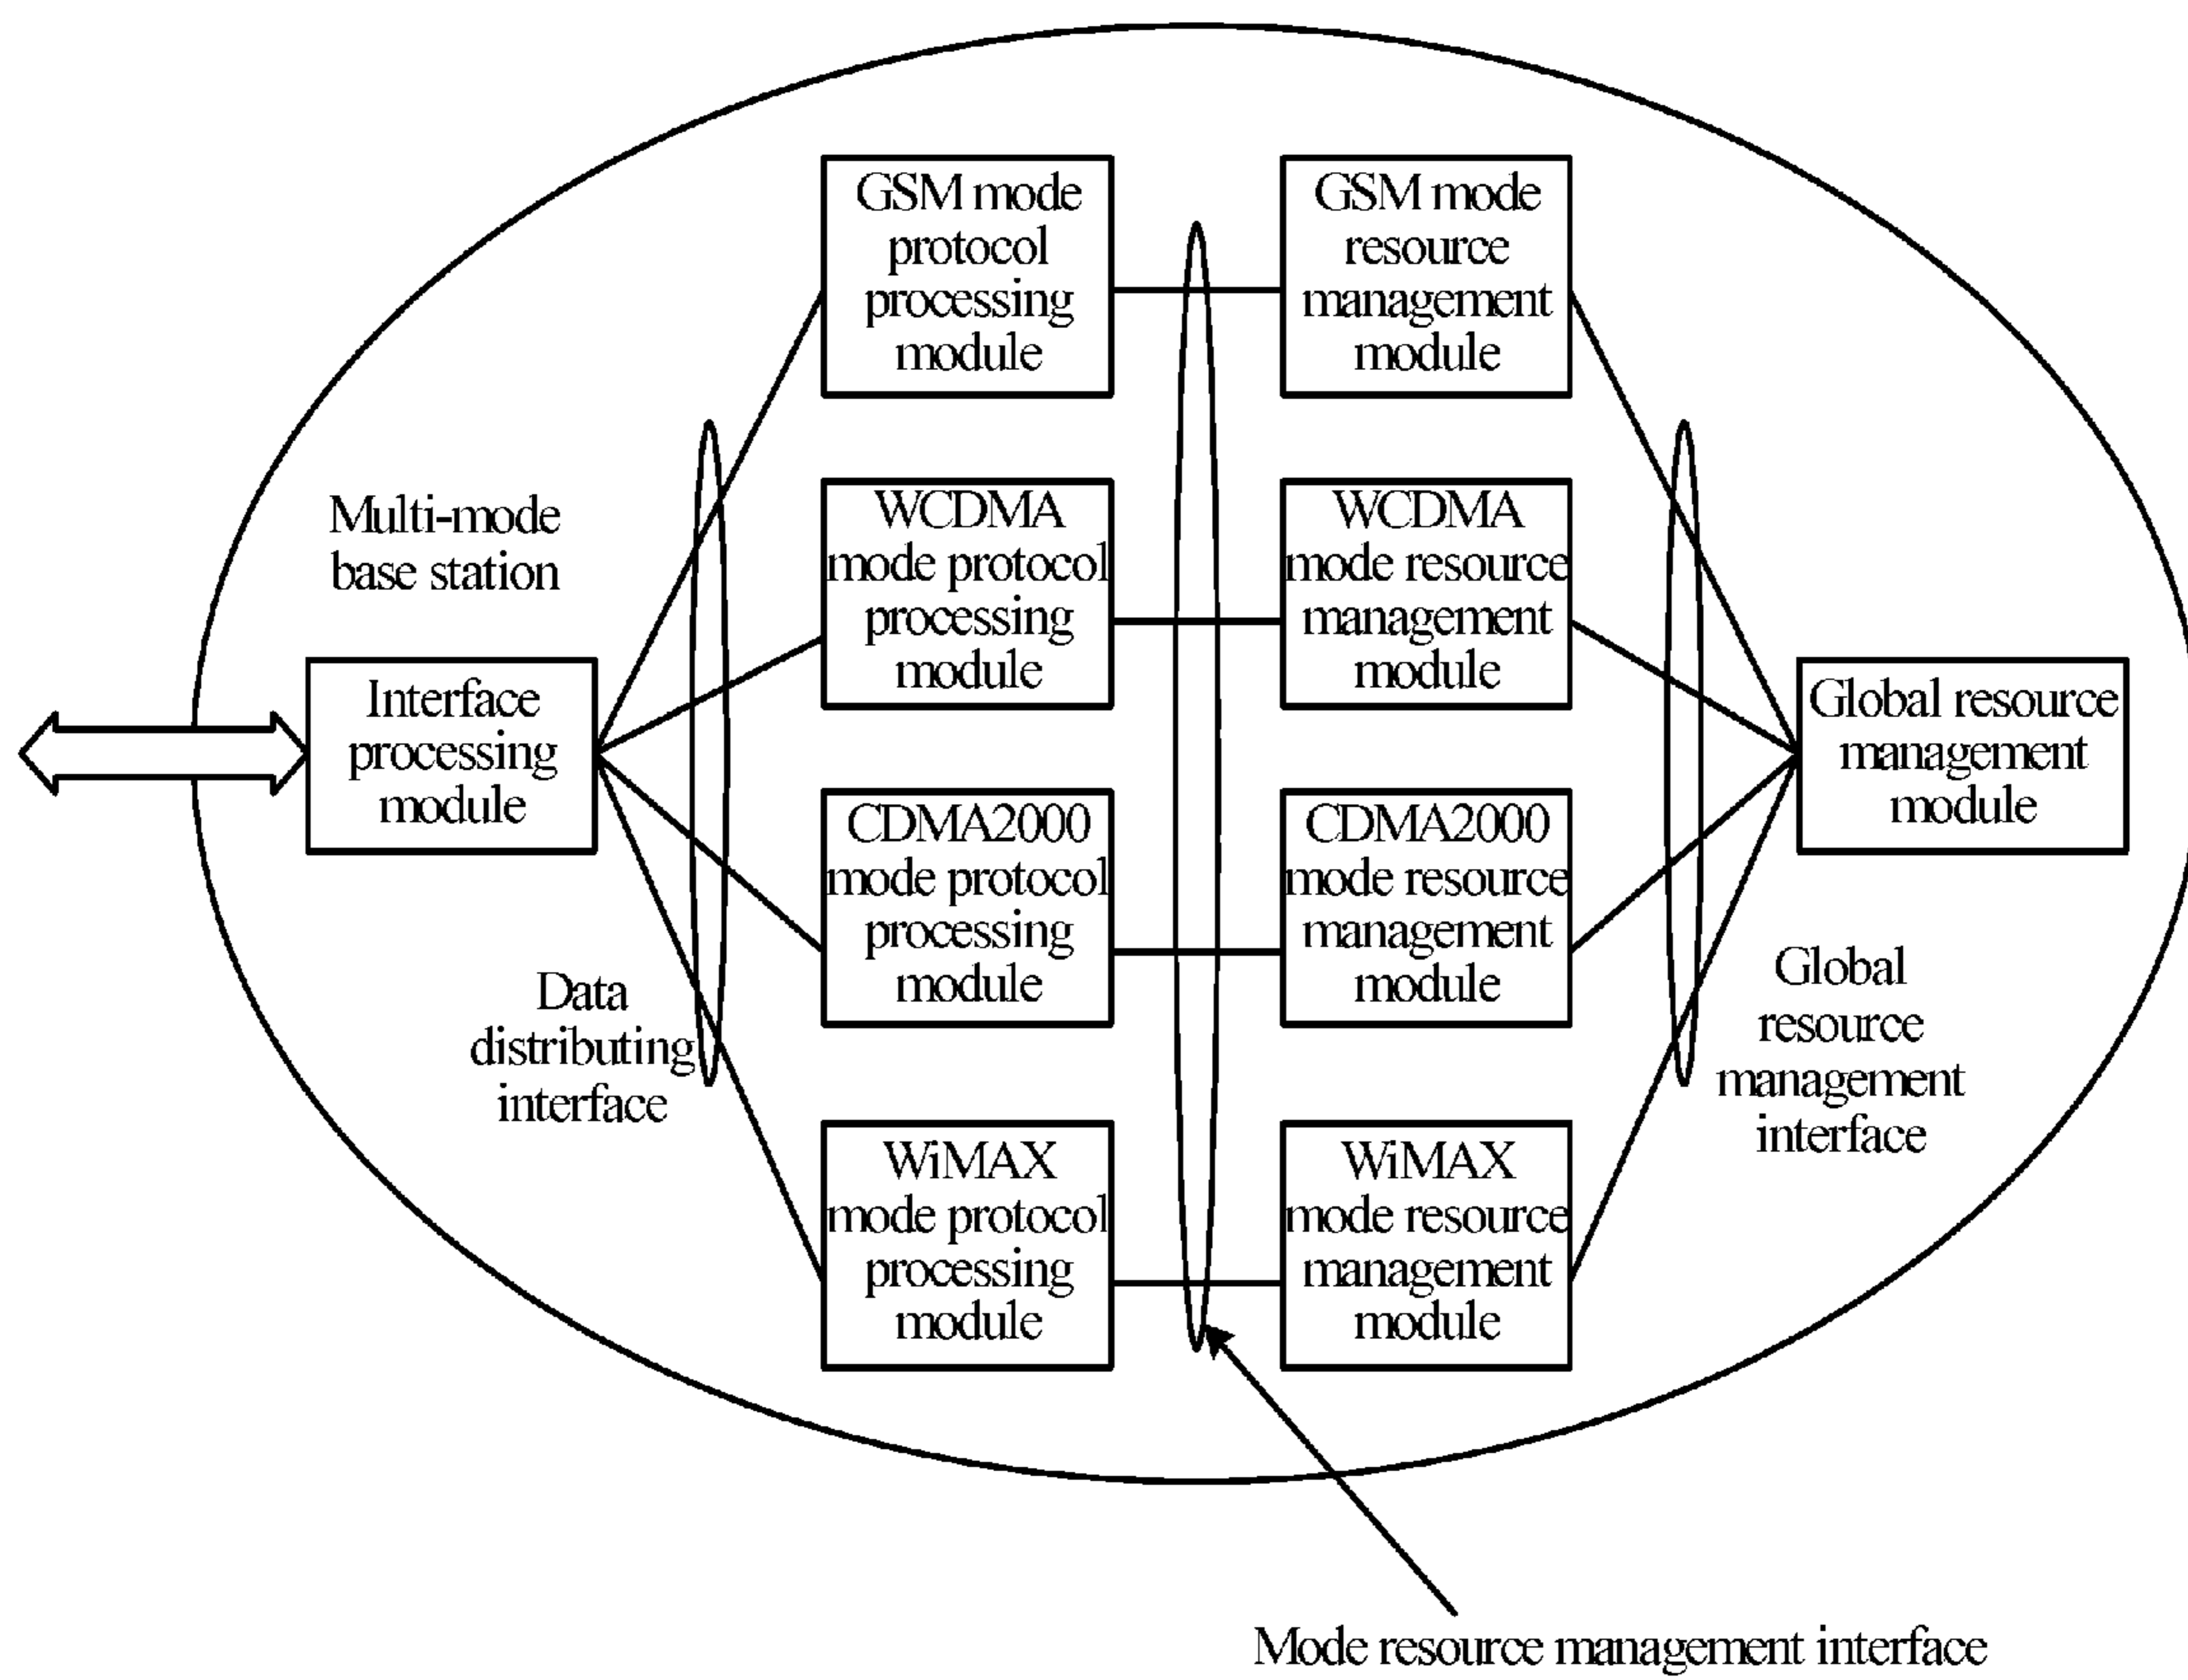 GSM mode
protocol
processing
module
GSM mode
resource
management
module
Multi-mode
base station
WCDMA
mode protocol
processing
module
WCDMA
mode resource
management
module
Interface
processing
module
Global resource
management
module
CDMA2000
mode protocol
processing
module
CDMA2000
mode resource
management
module
Data
distributing
interface
Global
resource
management
interface
WiMAX
mode protocol
processing
module
WiMAX
mode resource
management
module
Mode resource management interface